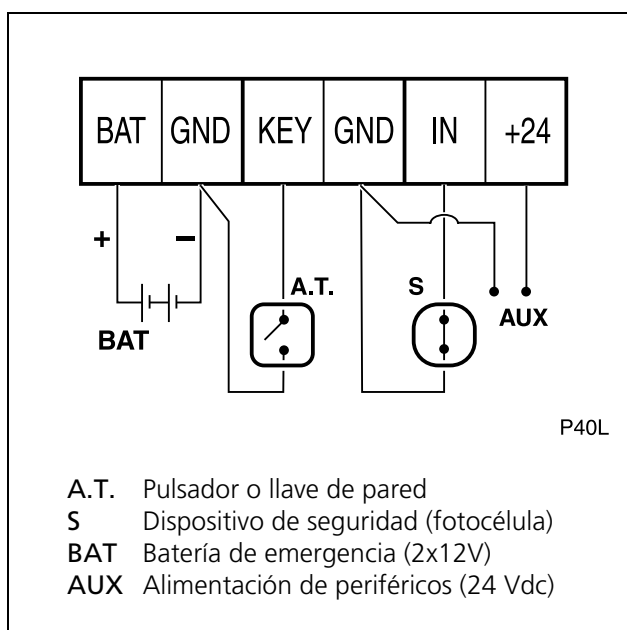 BAT GND KEY GND IN +24
+ −
A.T. S
BAT AUX
P40L
A.T. Pulsador o llave de pared
S Dispositivo de seguridad (fotocélula)
BAT Batería de emergencia (2x12V)
AUX Alimentación de periféricos (24 Vdc)